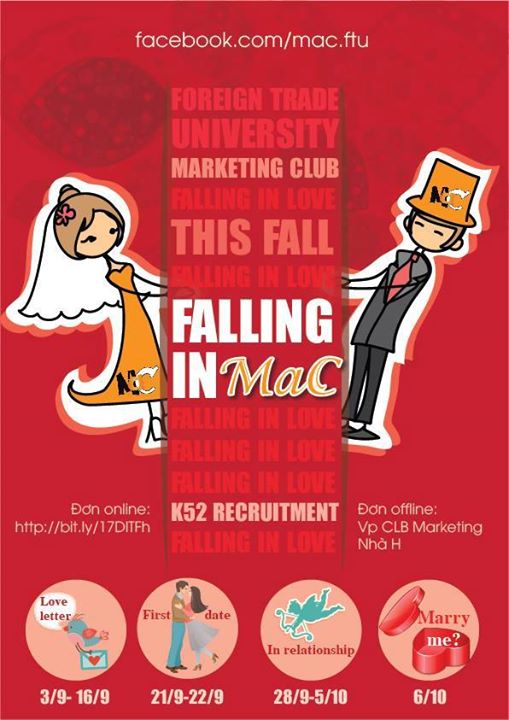 facebook.com/mac.ftu
FOREIGN TRADE
UNIVERSITY
MARKETING CLUB
FALLING IN LOVE
THIS FALL
FALLING IN LOVE
FALLING
IN MaC
FALLING IN LOVE
FALLING IN LOVE
FALLING IN LOVE
K52 RECRUITMENT
FALLING IN LOVE
MaC
MaC
Đơn online:
http://bit.ly/17DITFh
Đơn offline:
Vp CLB Marketing
Nhà H
Love
letter
3/9- 16/9
First date
21/9-22/9
In relationship
28/9-5/10
Marry
me?
6/10